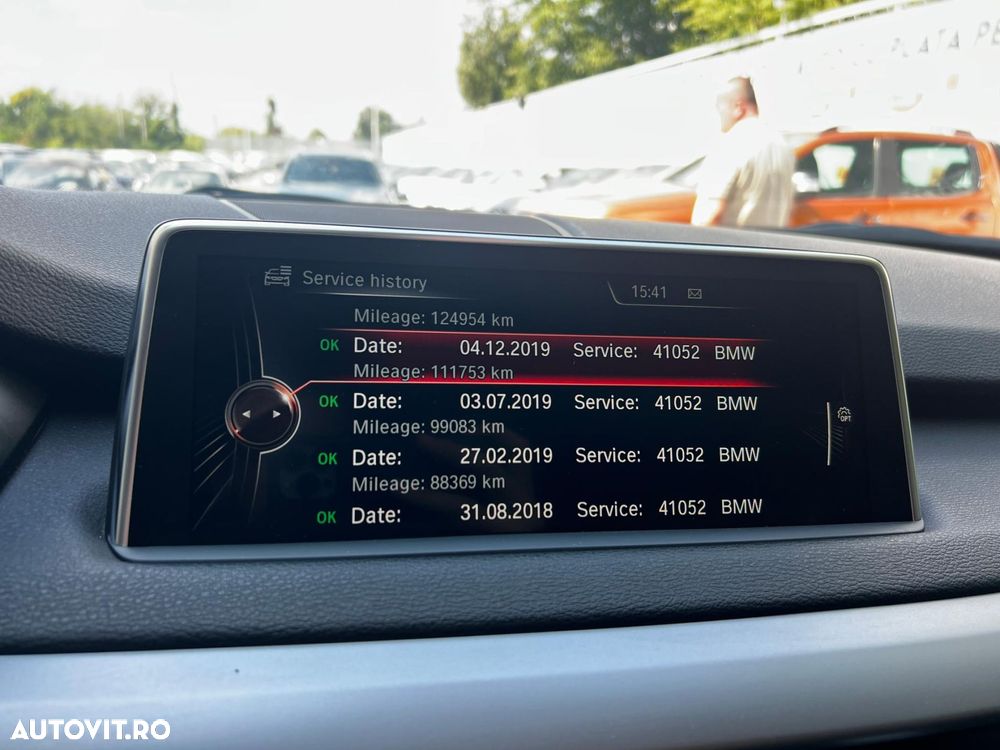 PLATA PE
Service history
15:41
Mileage: 124954 km
OK Date: 04.12.2019 Service: 41052 BMW
Mileage: 111753 km
OK Date: 03.07.2019 Service: 41052 BMW
Mileage: 99083 km
OK Date: 27.02.2019 Service: 41052 BMW
Mileage: 88369 km
OK Date: 31.08.2018 Service: 41052 BMW
OPT
AUTOVIT.RO